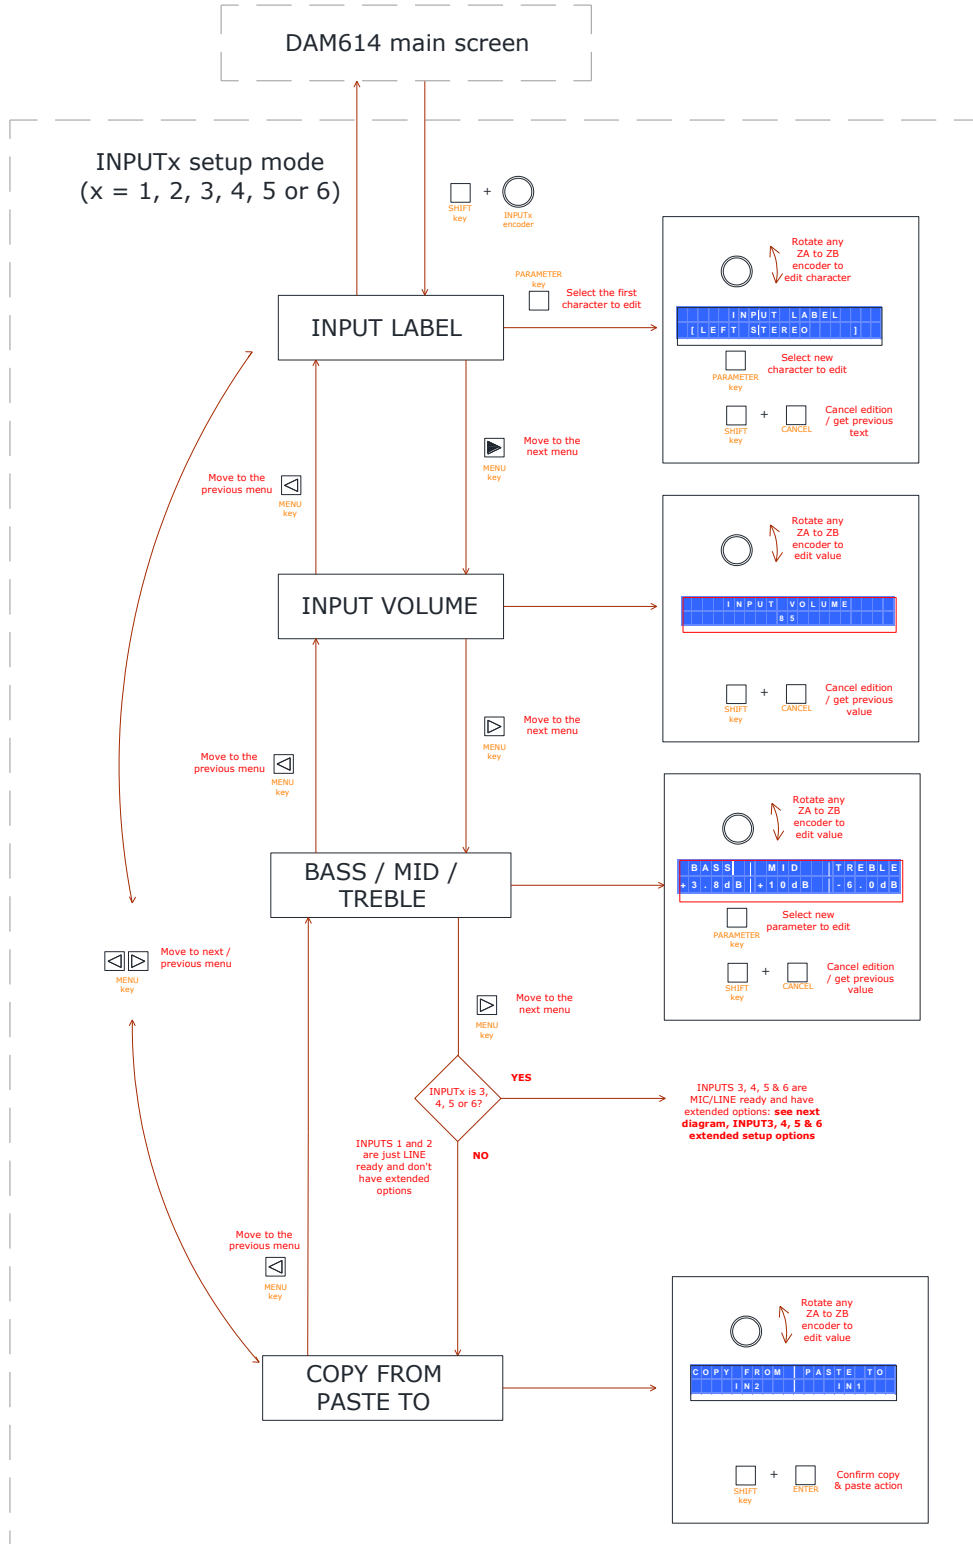 DAM614 main screen
INPUTx setup mode
(x = 1, 2, 3, 4, 5 or 6)
+
SHIFT
key
INPUTx
encoder
PARAMETER
key
Select the first
character to edit
INPUT LABEL
Rotate any
ZA to ZB
encoder to
edit character
INPUT LABEL
[LEFT STEREO ]
PARAMETER
key
Select new
character to edit
+
SHIFT
key
CANCEL
Cancel edition
/ get previous
text
Move to the
next menu
MENU
key
Move to the
previous menu
MENU
key
INPUT VOLUME
Rotate any
ZA to ZB
encoder to
edit value
INPUT VOLUME
85
+
SHIFT
key
CANCEL
Cancel edition
/ get previous
value
Move to the
next menu
MENU
key
Move to the
previous menu
MENU
key
BASS / MID /
TREBLE
Rotate any
ZA to ZB
encoder to
edit value
BASS | MID |TREBLE
+3.8dB|+10dB |-6.0dB
PARAMETER
key
Select new
parameter to edit
+
SHIFT
key
CANCEL
Cancel edition
/ get previous
value
Move to next /
previous menu
MENU
key
Move to the
next menu
MENU
key
INPUTx is 3,
4, 5 or 6?
YES
INPUTS 3, 4, 5 & 6 are
MIC/LINE ready and have
extended options: see next
diagram, INPUT3, 4, 5 & 6
extended setup options
INPUTS 1 and 2
are just LINE
ready and don't
have extended
options
NO
Move to the
previous menu
MENU
key
COPY FROM
PASTE TO
Rotate any
ZA to ZB
encoder to
edit value
COPY FROM | PASTE TO
IN2 | IN1
+
SHIFT
key
ENTER
Confirm copy
& paste action